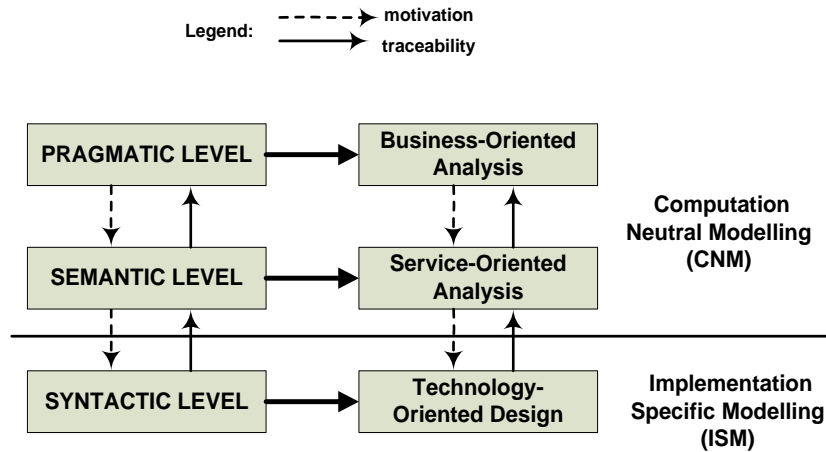 Legend:
motivation
traceability
PRAGMATIC LEVEL
Business-Oriented
Analysis
SEMANTIC LEVEL
Service-Oriented
Analysis
Computation
Neutral Modelling
(CNM)
SYNTACTIC LEVEL
Technology-
Oriented Design
Implementation
Specific Modelling
(ISM)